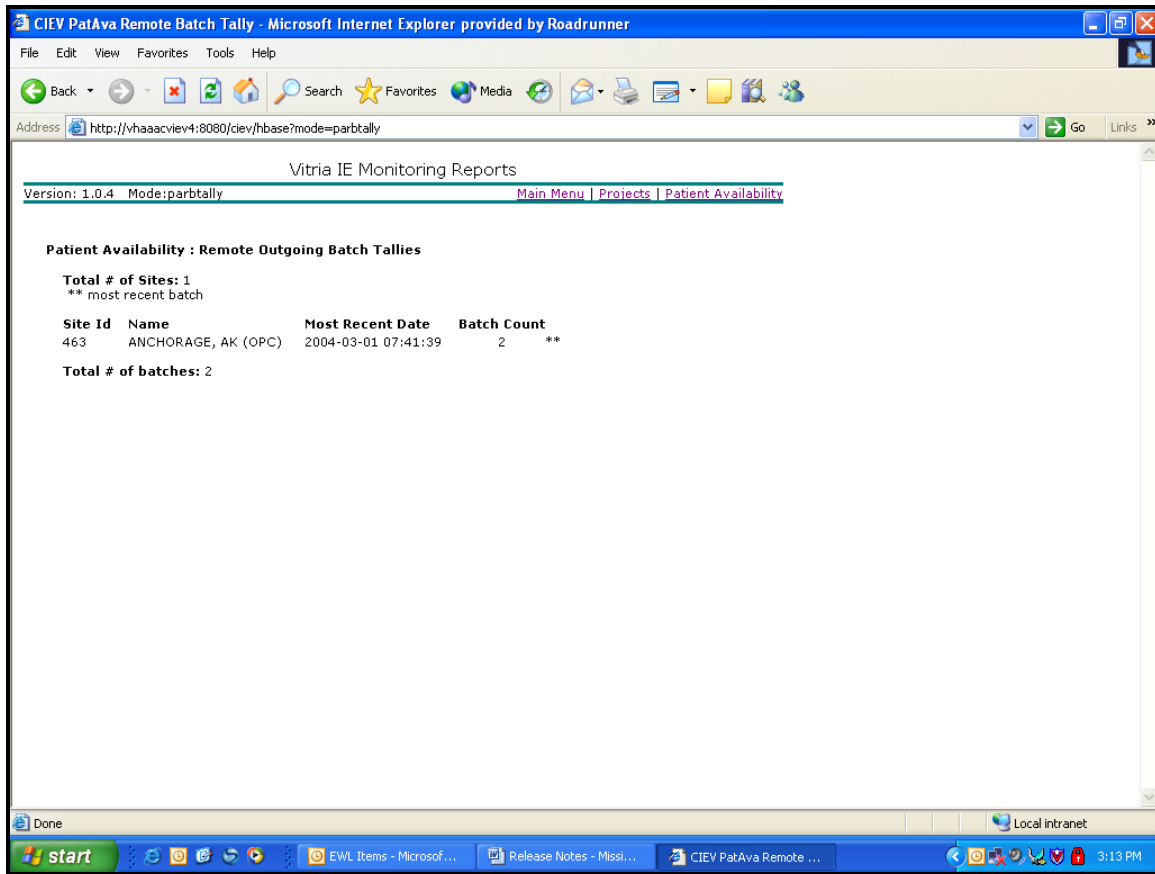 CIEV PatAva Remote Batch Tally - Microsoft Internet Explorer provided by Roadrunner
File Edit View Favorites Tools Help
Back Search Favorites Media
Address http://vhaaacviev4:8080/ciev/hbase?mode=parbtally Go Links »
Vitria IE Monitoring Reports
Version: 1.0.4 Mode:parbtally Main Menu | Projects | Patient Availability
Patient Availability : Remote Outgoing Batch Tallies
Total # of Sites: 1
** most recent batch
Site Id Name Most Recent Date Batch Count
463 ANCHORAGE, AK (OPC) 2004-03-01 07:41:39 2 **
Total # of batches: 2
Done Local intranet
start EWL Items - Microsof... Release Notes - Missi... CIEV PatAva Remote ... 3:13 PM